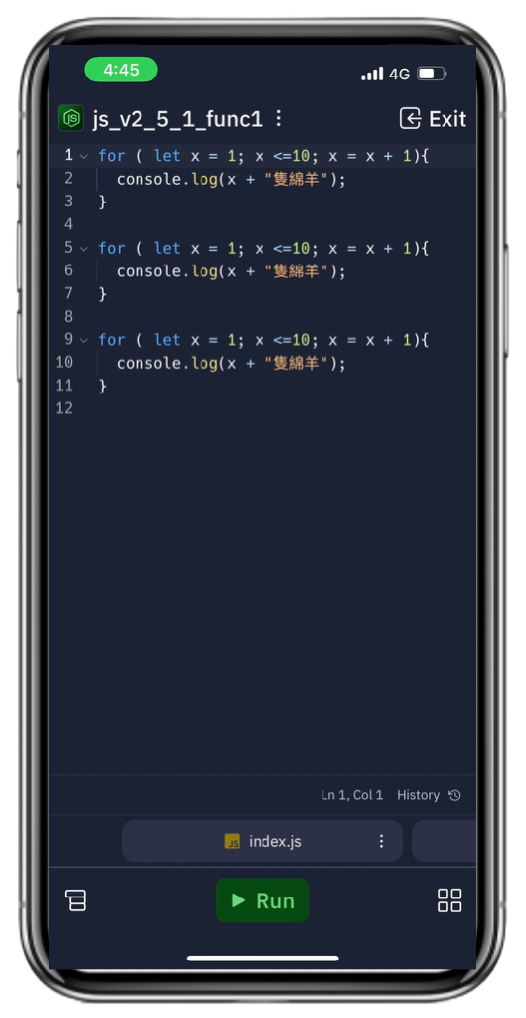 4:45
4G
js_v2_5_1_func1
Exit
1 for ( let x = 1; x <=10; x = x + 1){
2   console.log(x + "隻綿羊");
3 }
4
5 for ( let x = 1; x <=10; x = x + 1){
6   console.log(x + "隻綿羊");
7 }
8
9 for ( let x = 1; x <=10; x = x + 1){
10   console.log(x + "隻綿羊");
11 }
12
Ln 1, Col 1 History
JS index.js
Run